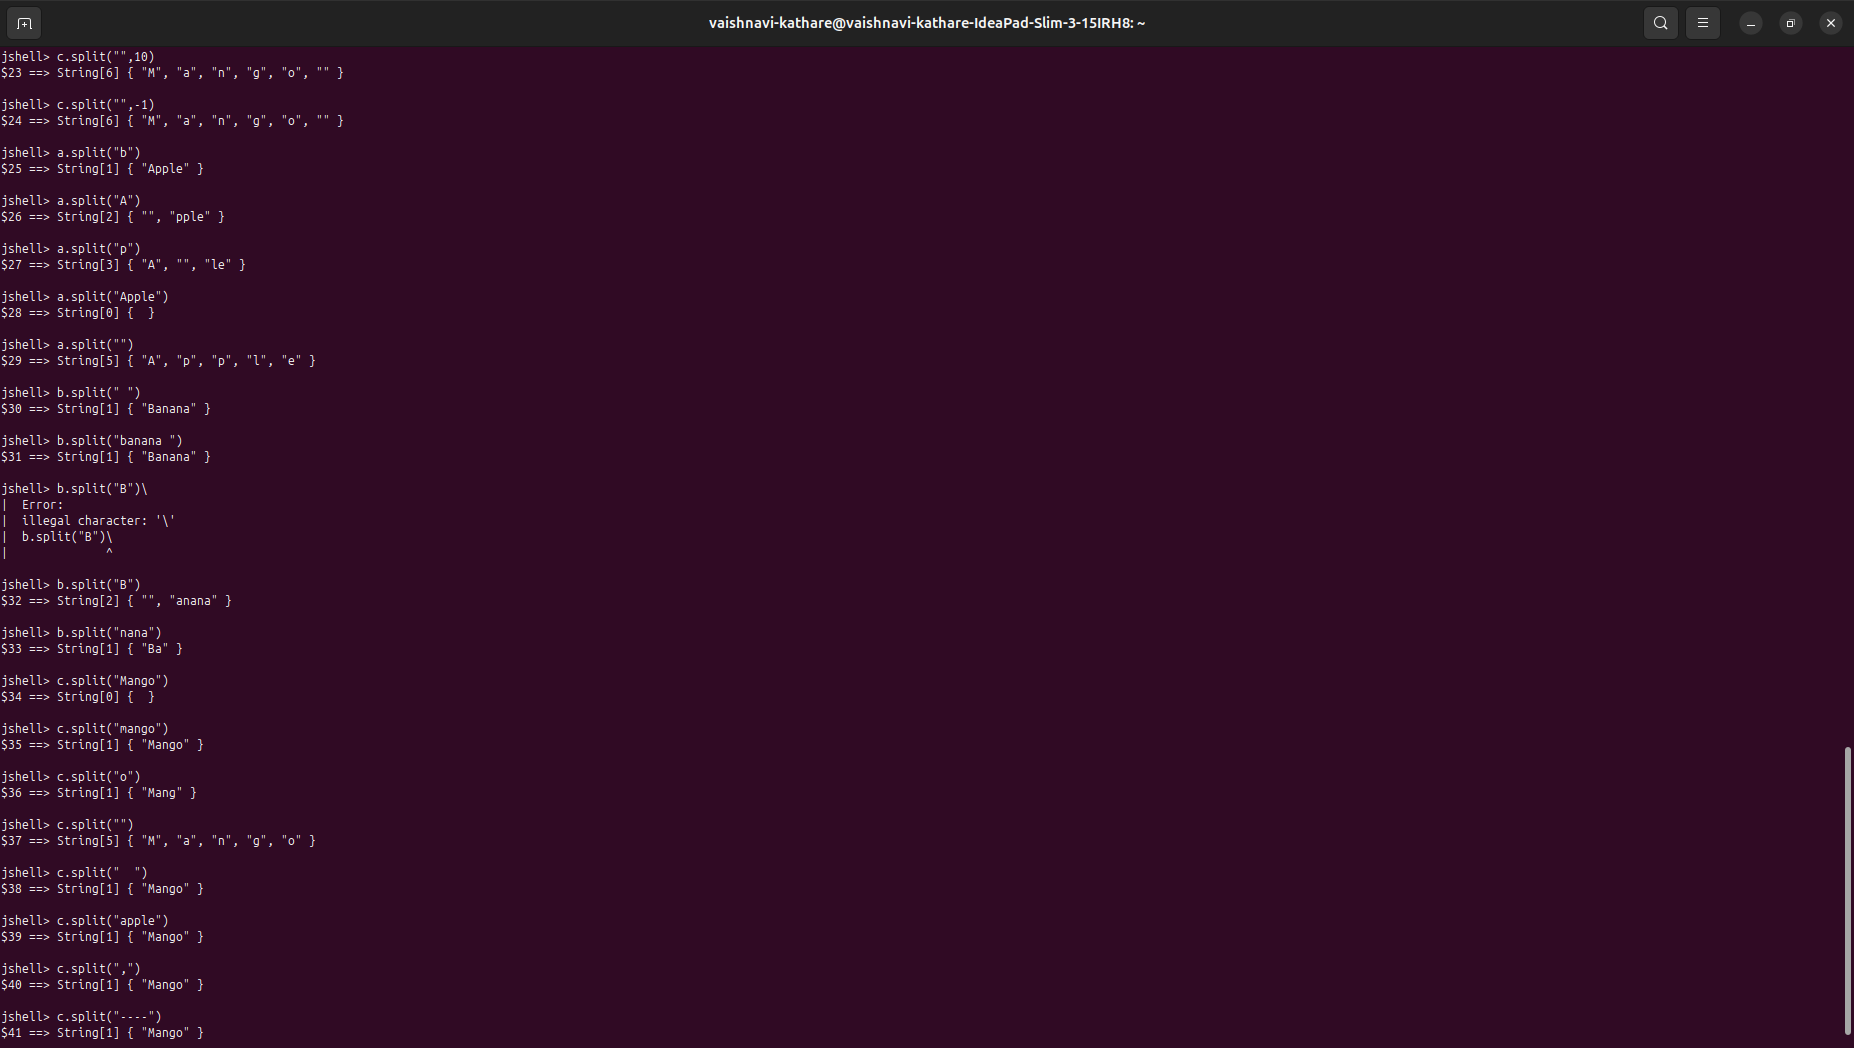 vaishnavi-kathare@vaishnavi-kathare-IdeaPad-Slim-3-15IRH8: ~
jshell> c.split("",10)
$23 ==> String[6] { "M", "a", "n", "g", "o", "" }
jshell> c.split("",-1)
$24 ==> String[6] { "M", "a", "n", "g", "o", "" }
jshell> a.split("b")
$25 ==> String[1] { "Apple" }
jshell> a.split("A")
$26 ==> String[2] { "", "pple" }
jshell> a.split("p")
$27 ==> String[3] { "A", "", "le" }
jshell> a.split("Apple")
$28 ==> String[0] {  }
jshell> a.split("")
$29 ==> String[5] { "A", "p", "p", "l", "e" }
jshell> b.split(" ")
$30 ==> String[1] { "Banana" }
jshell> b.split("banana ")
$31 ==> String[1] { "Banana" }
jshell> b.split("B")\
|  Error:
|  illegal character: '\'
|  b.split("B")\
|              ^
jshell> b.split("B")
$32 ==> String[2] { "", "anana" }
jshell> b.split("nana")
$33 ==> String[1] { "Ba" }
jshell> c.split("Mango")
$34 ==> String[0] {  }
jshell> c.split("mango")
$35 ==> String[1] { "Mango" }
jshell> c.split("o")
$36 ==> String[1] { "Mang" }
jshell> c.split("")
$37 ==> String[5] { "M", "a", "n", "g", "o" }
jshell> c.split("  ")
$38 ==> String[1] { "Mango" }
jshell> c.split("apple")
$39 ==> String[1] { "Mango" }
jshell> c.split(",")
$40 ==> String[1] { "Mango" }
jshell> c.split("----")
$41 ==> String[1] { "Mango" }